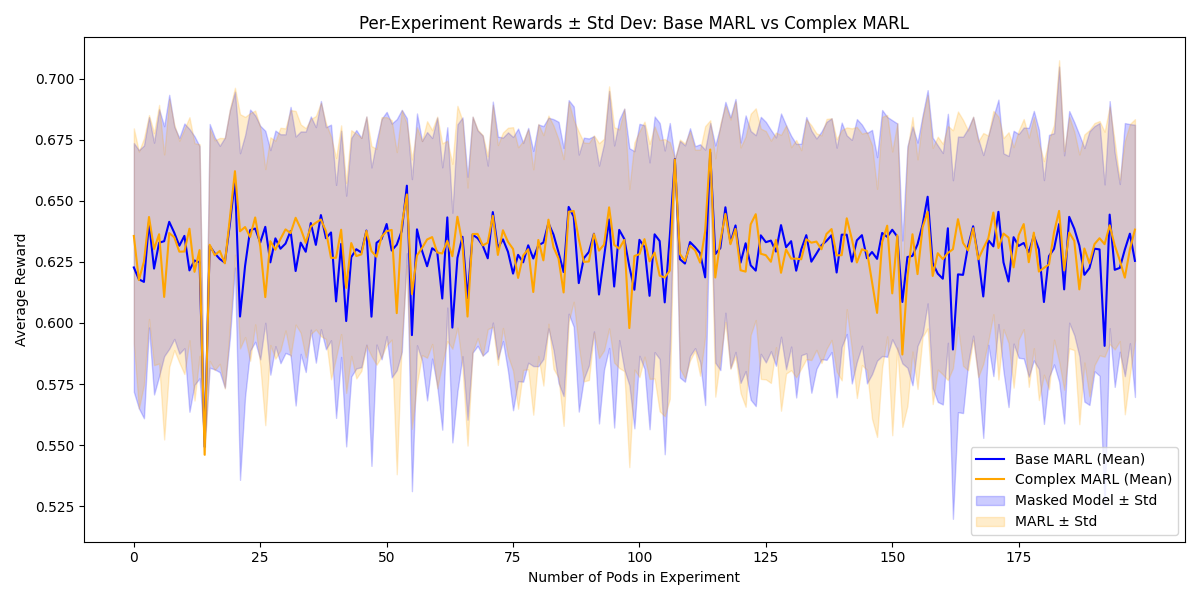 Per-Experiment Rewards ± Std Dev: Base MARL vs Complex MARL
0.700
0.675
0.650
0.625
0.600
0.575
0.550
0.525
Average Reward
0 25 50 75 100 125 150 175
Number of Pods in Experiment
Base MARL (Mean)
Complex MARL (Mean)
Masked Model ± Std
MARL ± Std